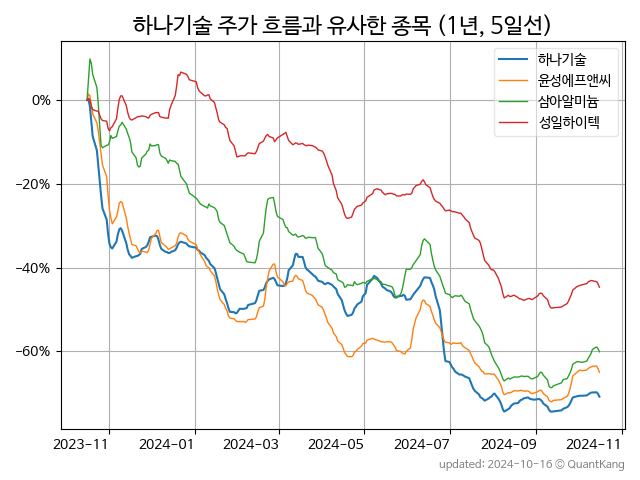 하나기술 주가 흐름과 유사한 종목 (1년, 5일선)
하나기술
윤성에프앤씨
삼아알미늄
성일하이텍
0%
−20%
−40%
−60%
2023−11
2024−01
2024−03
2024−05
2024−07
2024−09
2024−11
updated: 2024-10-16 © QuantKang